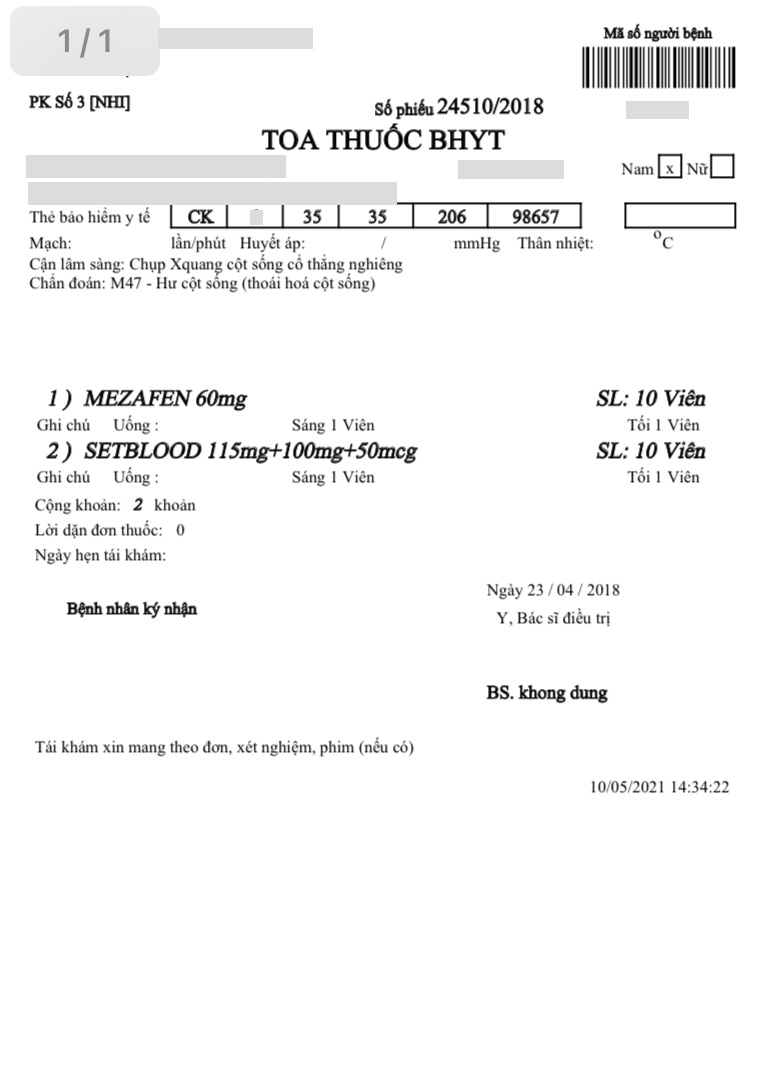 1/1
Mã số người bệnh
PK Số 3 [NHI]
Số phiếu 24510/2018
TOA THUỐC BHYT
Nam x Nữ
Thẻ bảo hiểm y tế CK 35 35 206 98657
Mạch: lần/phút Huyết áp: / mmHg Thân nhiệt: °C
Cận lâm sàng: Chụp Xquang cột sống cổ thẳng nghiêng
Chẩn đoán: M47 - Hư cột sống (thoái hoá cột sống)
1 ) MEZAFEN 60mg SL: 10 Viên
Ghi chú Uống : Sáng 1 Viên Tối 1 Viên
2 ) SETBLOOD 115mg+100mg+50mcg SL: 10 Viên
Ghi chú Uống : Sáng 1 Viên Tối 1 Viên
Cộng khoản: 2 khoản
Lời dặn đơn thuốc: 0
Ngày hẹn tái khám:
Ngày 23 / 04 / 2018
Bệnh nhân ký nhận
Y, Bác sĩ điều trị
BS. khong dung
Tái khám xin mang theo đơn, xét nghiệm, phim (nếu có)
10/05/2021 14:34:22